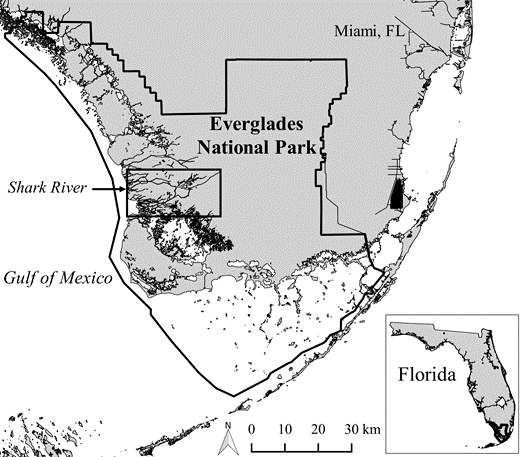 Miami, FL
Everglades
National Park
Shark River
Gulf of Mexico
Florida
N
0 10 20 30 km